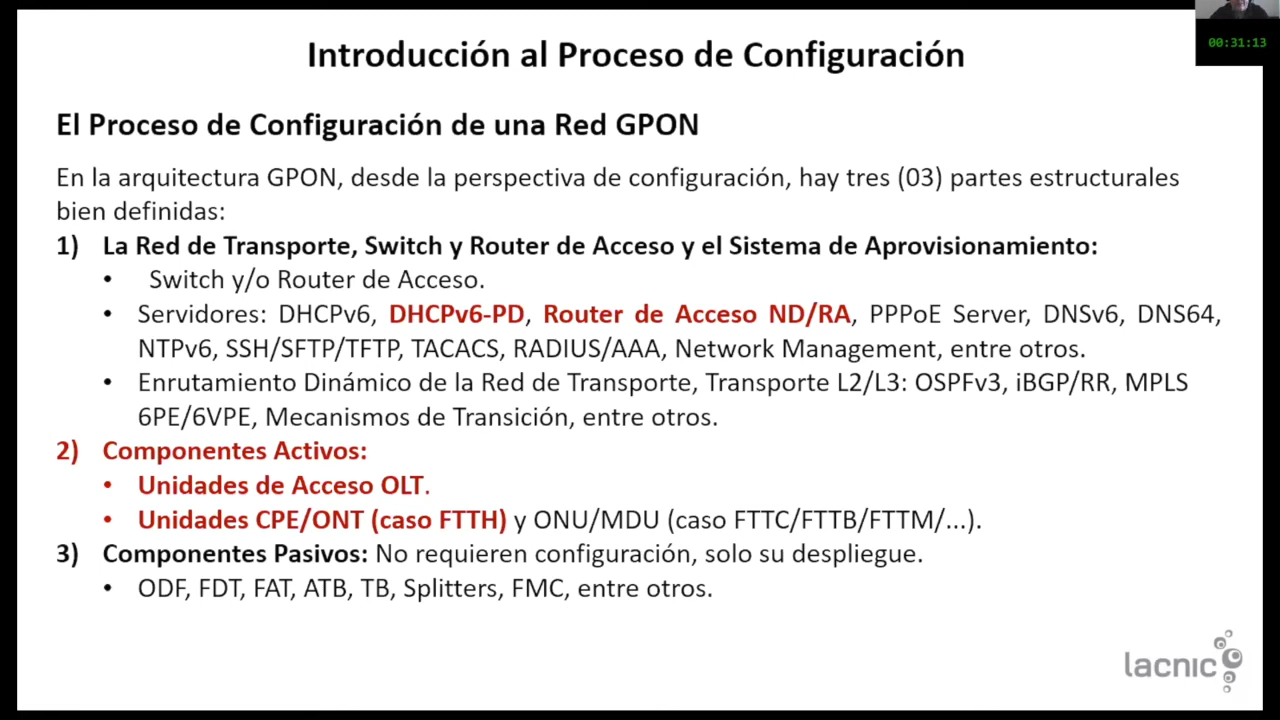 00:31:13
Introducción al Proceso de Configuración
El Proceso de Configuración de una Red GPON
En la arquitectura GPON, desde la perspectiva de configuración, hay tres (03) partes estructurales
bien definidas:
1) La Red de Transporte, Switch y Router de Acceso y el Sistema de Aprovisionamiento:
• Switch y/o Router de Acceso.
• Servidores: DHCPv6, DHCPv6-PD, Router de Acceso ND/RA, PPPoE Server, DNSv6, DNS64,
NTPv6, SSH/SFTP/TFTP, TACACS, RADIUS/AAA, Network Management, entre otros.
• Enrutamiento Dinámico de la Red de Transporte, Transporte L2/L3: OSPFv3, iBGP/RR, MPLS
6PE/6VPE, Mecanismos de Transición, entre otros.
2) Componentes Activos:
• Unidades de Acceso OLT.
• Unidades CPE/ONT (caso FTTH) y ONU/MDU (caso FTTC/FTTB/FTTM/...).
3) Componentes Pasivos: No requieren configuración, solo su despliegue.
• ODF, FDT, FAT, ATB, TB, Splitters, FMC, entre otros.
lacnic